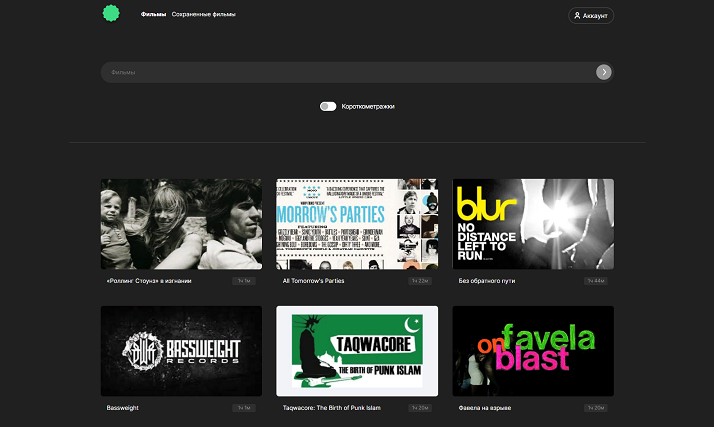 Фильмы Сохраненные фильмы Аккаунт
Фильмы
Короткометражки
MORROW'S PARTIES
FEATURING
blur
NO
DISTANCE
LEFT TO
RUN
«Роллинг Стоунз» в изгнании 1ч 1м
All Tomorrow's Parties 1ч 22м
Без обратного пути 1ч 44м
BWR BASSWEIGHT
RECORDS
TAQWACORE
THE BIRTH OF PUNK ISLAM
on favela
blast
Bassweight 1ч 1м
Taqwacore: The Birth of Punk Islam 1ч 20м
Фавела на взрыве 1ч 20м